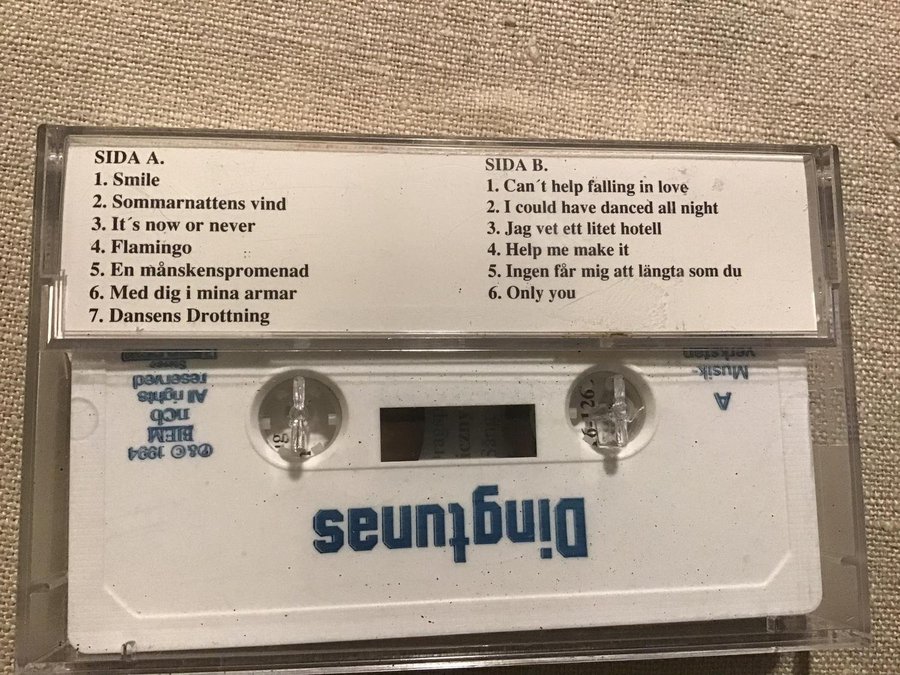 SIDA A.
1. Smile
2. Sommarnattens vind
3. It´s now or never
4. Flamingo
5. En månskenspromenad
6. Med dig i mina armar
7. Dansens Drottning
SIDA B.
1. Can´t help falling in love
2. I could have danced all night
3. Jag vet ett litet hotell
4. Help me make it
5. Ingen får mig att längta som du
6. Only you
Dingtunas
A
Musik-
verkstan
℗& © 1994
BIEM
ncb
All rights
reserved